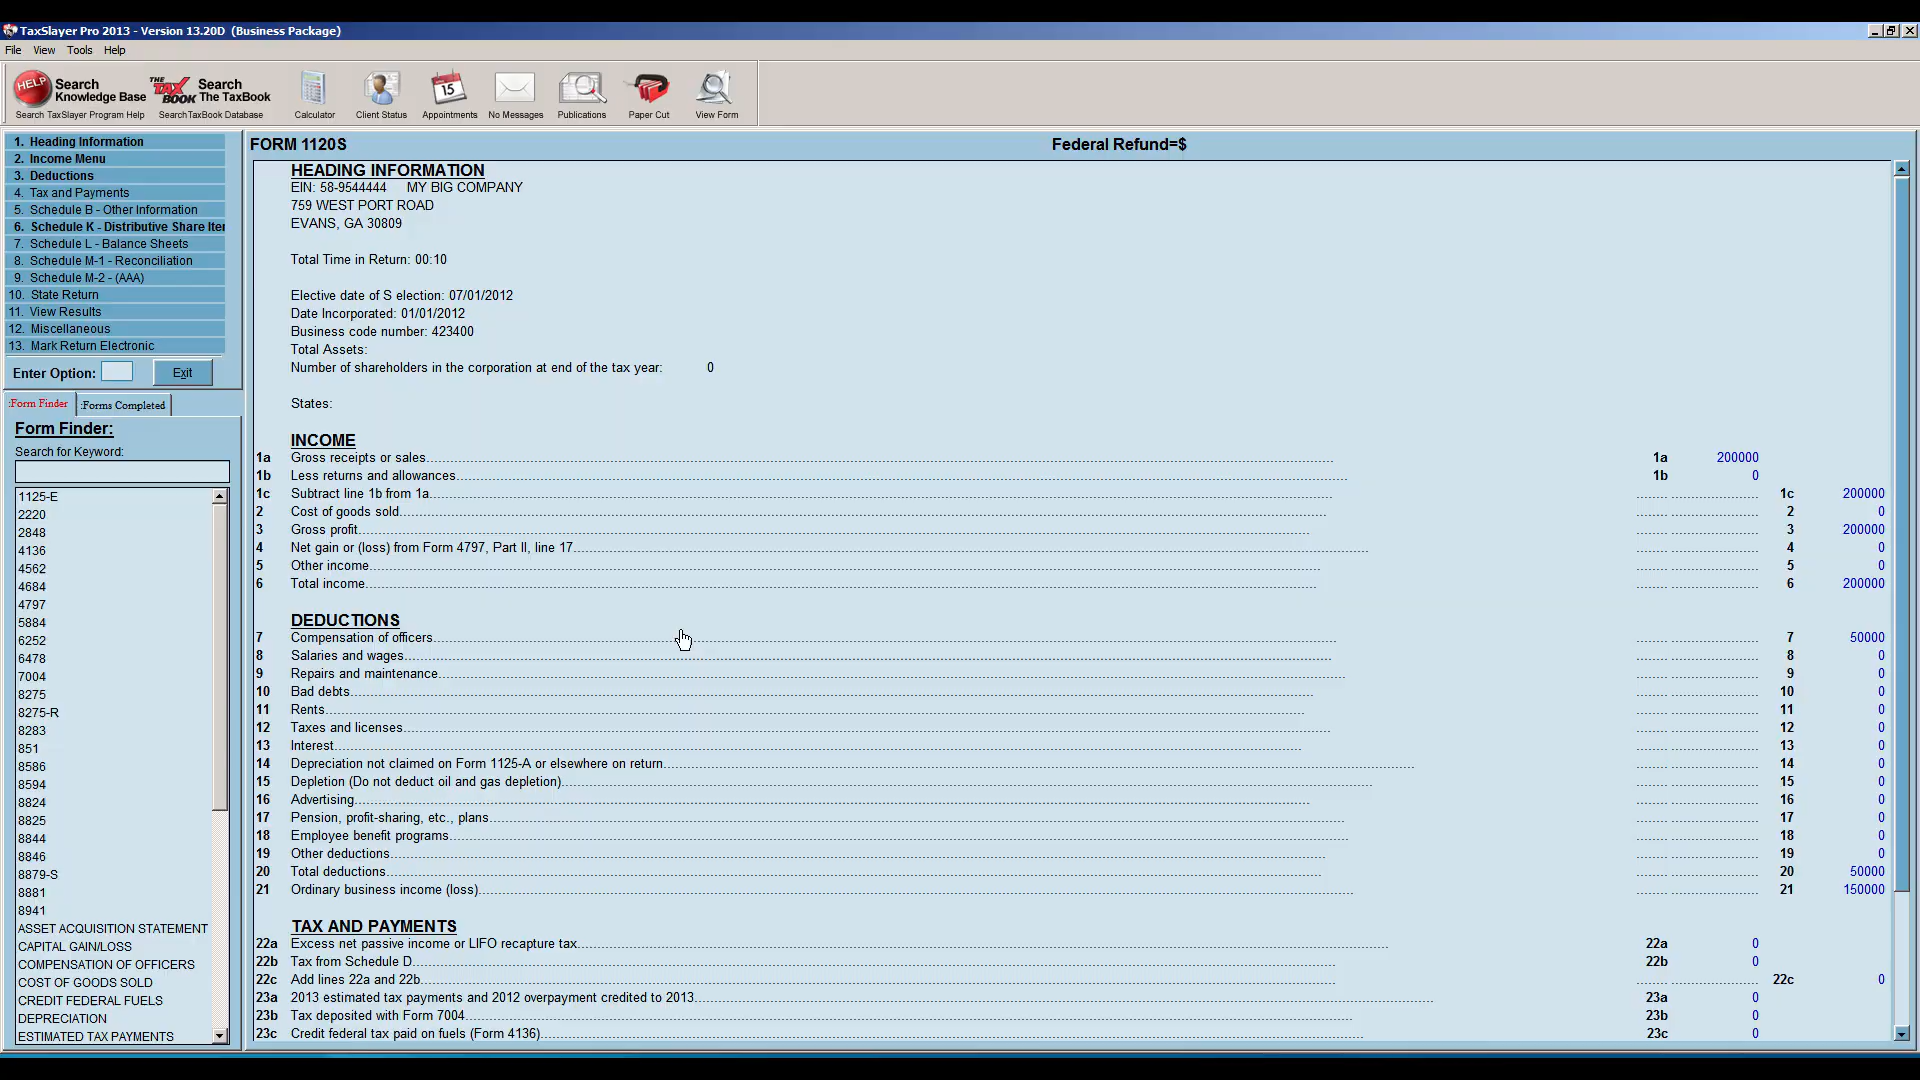 TaxSlayer Pro 2013 - Version 13.20D (Business Package)
File View Tools Help
HELP Search Knowledge Base
Search TaxSlayer Program Help
THE TAX BOOK Search The TaxBook
SearchTaxBook Database
Calculator
Client Status
15
Appointments
No Messages
Publications
Paper Cut
View Form
1. Heading Information
2. Income Menu
3. Deductions
4. Tax and Payments
5. Schedule B - Other Information
6. Schedule K - Distributive Share Iter
7. Schedule L - Balance Sheets
8. Schedule M-1 - Reconciliation
9. Schedule M-2 - (AAA)
10. State Return
11. View Results
12. Miscellaneous
13. Mark Return Electronic
Enter Option: Exit
:Form Finder :Forms Completed
Form Finder:
Search for Keyword:
1125-E
2220
2848
4136
4562
4684
4797
5884
6252
6478
7004
8275
8275-R
8283
851
8586
8594
8824
8825
8844
8846
8879-S
8881
8941
ASSET ACQUISITION STATEMENT
CAPITAL GAIN/LOSS
COMPENSATION OF OFFICERS
COST OF GOODS SOLD
CREDIT FEDERAL FUELS
DEPRECIATION
ESTIMATED TAX PAYMENTS
FORM 1120S Federal Refund=$
HEADING INFORMATION
EIN: 58-9544444 MY BIG COMPANY
759 WEST PORT ROAD
EVANS, GA 30809
Total Time in Return: 00:10
Elective date of S election: 07/01/2012
Date Incorporated: 01/01/2012
Business code number: 423400
Total Assets:
Number of shareholders in the corporation at end of the tax year: 0
States:
INCOME
1a Gross receipts or sales 1a 200000
1b Less returns and allowances 1b 0
1c Subtract line 1b from 1a 1c 200000
2 Cost of goods sold 2 0
3 Gross profit 3 200000
4 Net gain or (loss) from Form 4797, Part II, line 17 4 0
5 Other income 5 0
6 Total income 6 200000
DEDUCTIONS
7 Compensation of officers 7 50000
8 Salaries and wages 8 0
9 Repairs and maintenance 9 0
10 Bad debts 10 0
11 Rents 11 0
12 Taxes and licenses 12 0
13 Interest 13 0
14 Depreciation not claimed on Form 1125-A or elsewhere on return 14 0
15 Depletion (Do not deduct oil and gas depletion) 15 0
16 Advertising 16 0
17 Pension, profit-sharing, etc., plans 17 0
18 Employee benefit programs 18 0
19 Other deductions 19 0
20 Total deductions 20 50000
21 Ordinary business income (loss) 21 150000
TAX AND PAYMENTS
22a Excess net passive income or LIFO recapture tax 22a 0
22b Tax from Schedule D 22b 0
22c Add lines 22a and 22b 22c 0
23a 2013 estimated tax payments and 2012 overpayment credited to 2013 23a 0
23b Tax deposited with Form 7004 23b 0
23c Credit federal tax paid on fuels (Form 4136) 23c 0